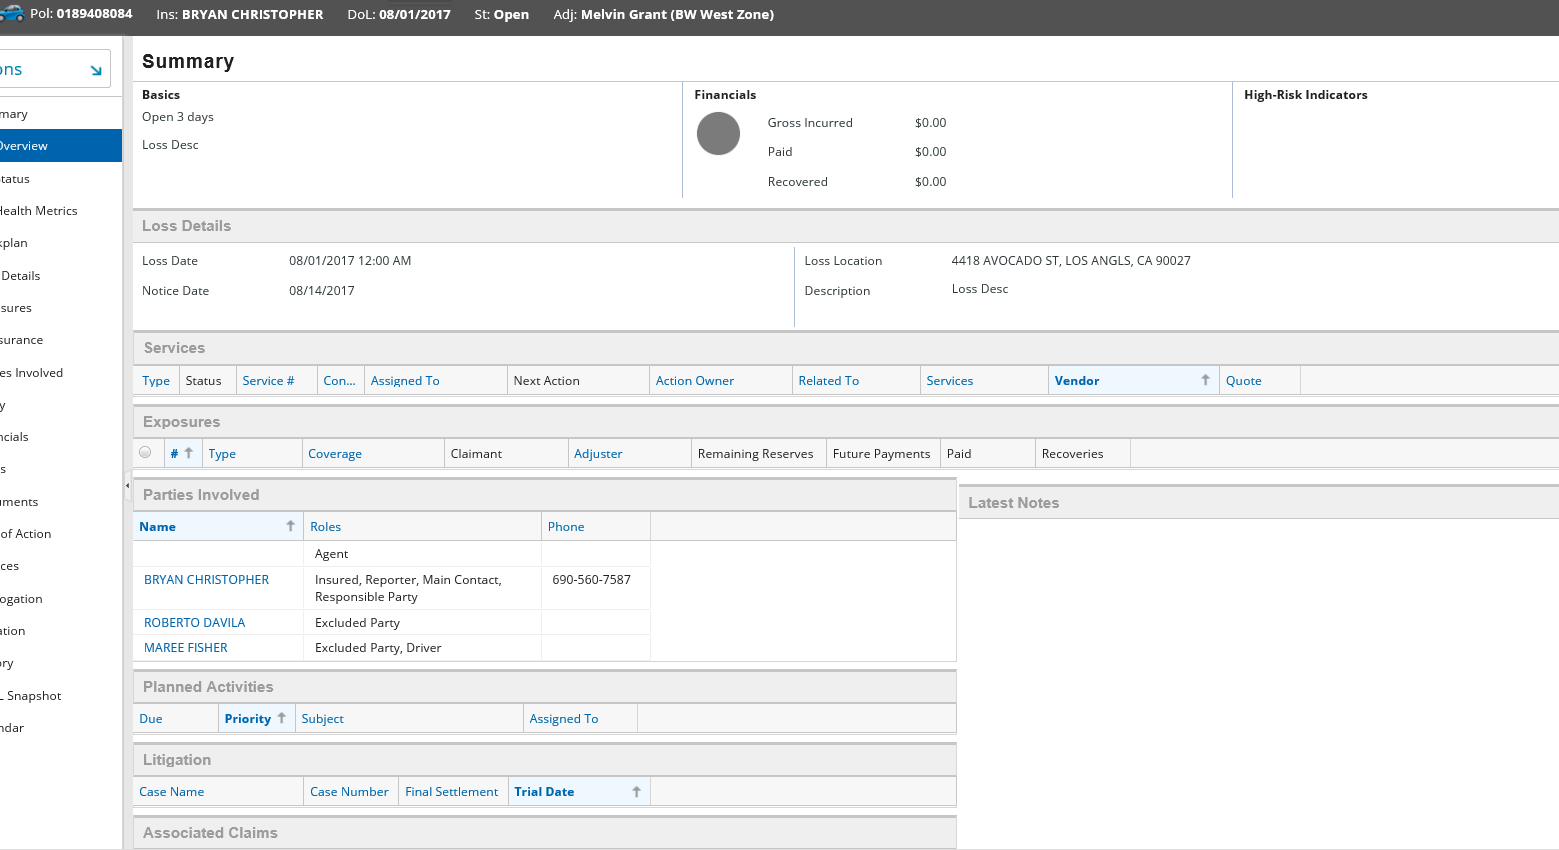 Pol: 0189408084 Ins: BRYAN CHRISTOPHER DoL: 08/01/2017 St: Open Adj: Melvin Grant (BW West Zone)
ons
mary
Overview
tatus
Health Metrics
kplan
Details
sures
surance
es Involved
y
ncials
s
uments
of Action
ces
ogation
ation
ory
L Snapshot
ndar
Summary
Basics
Open 3 days
Loss Desc
Financials
Gross Incurred $0.00
Paid $0.00
Recovered $0.00
High-Risk Indicators
Loss Details
Loss Date 08/01/2017 12:00 AM
Notice Date 08/14/2017
Loss Location 4418 AVOCADO ST, LOS ANGLS, CA 90027
Description Loss Desc
Services
Type Status Service # Con... Assigned To Next Action Action Owner Related To Services Vendor Quote
Exposures
# Type Coverage Claimant Adjuster Remaining Reserves Future Payments Paid Recoveries
Parties Involved
Name Roles Phone
Agent
BRYAN CHRISTOPHER Insured, Reporter, Main Contact, 690-560-7587
Responsible Party
ROBERTO DAVILA Excluded Party
MAREE FISHER Excluded Party, Driver
Latest Notes
Planned Activities
Due Priority Subject Assigned To
Litigation
Case Name Case Number Final Settlement Trial Date
Associated Claims